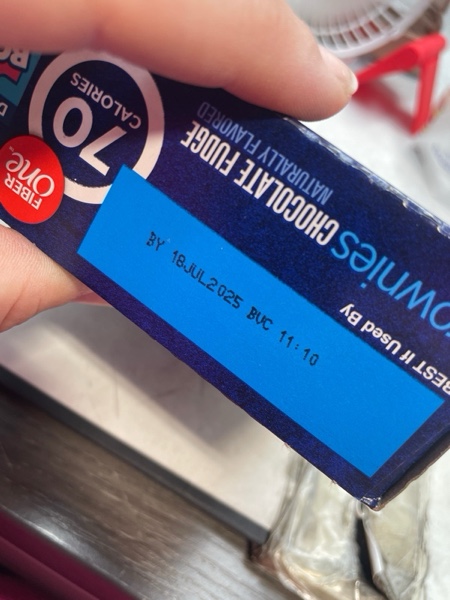 70
CALORIES
FIBER
one
Brownies CHOCOLATE FUDGE
NATURALLY FLAVORED
BEST If Used By
BY 18JUL2025 BVC 11:10